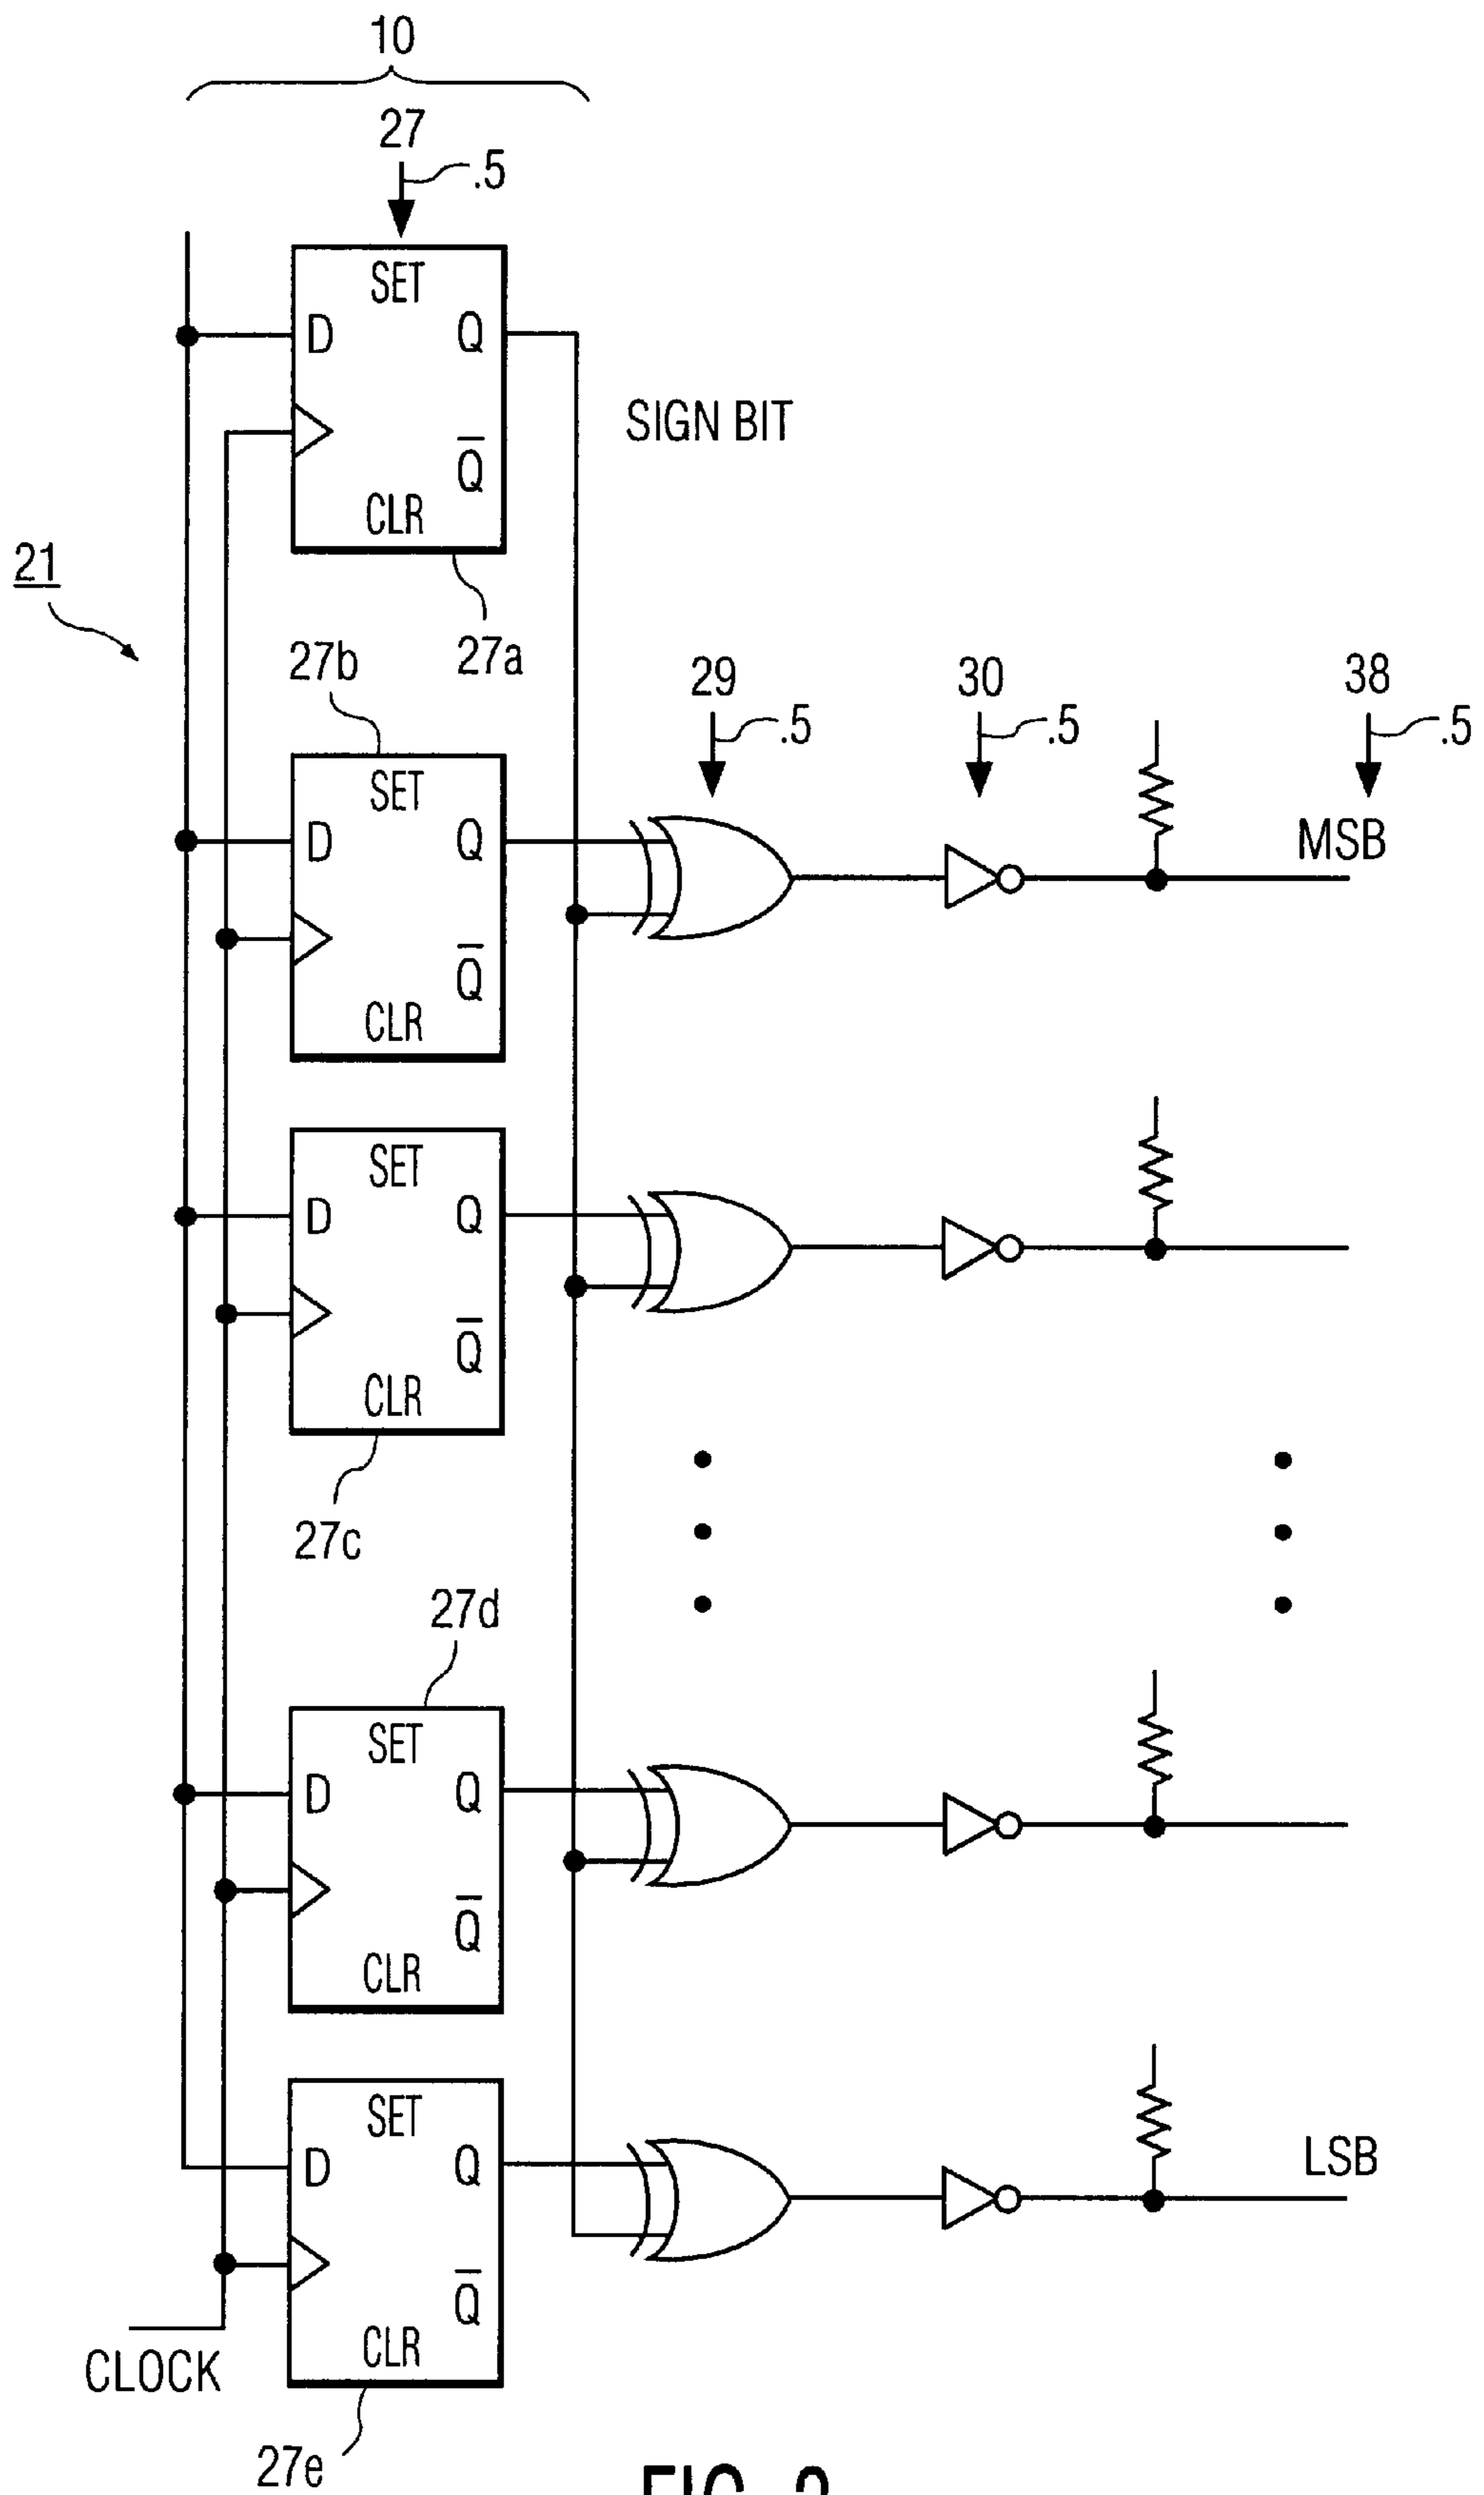 10
27
.5
SET
D Q
SIGN BIT
Q̅
CLR
21
27b 27a
29 30 38
.5 .5 .5
SET
D Q
MSB
Q̅
CLR
SET
D Q
Q̅
CLR
27c
27d
SET
D Q
Q̅
CLR
SET
D Q
LSB
Q̅
CLR
CLOCK
27e